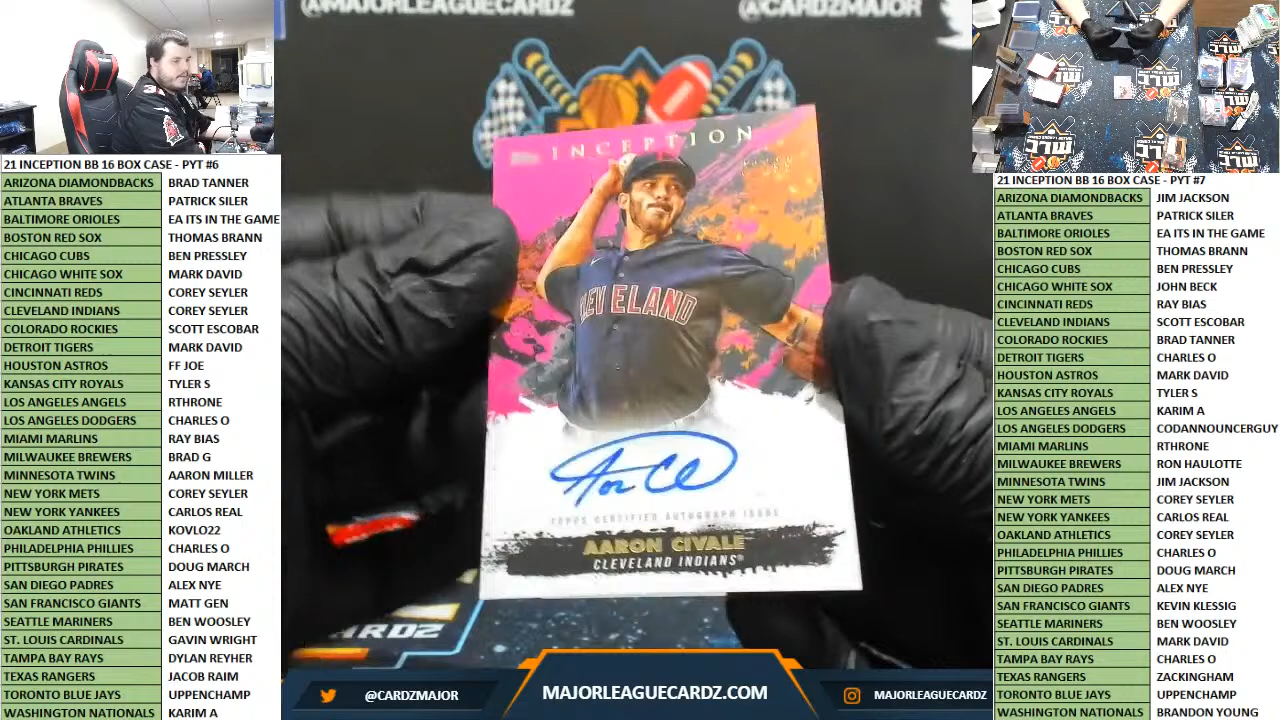 @MAJORLEAGUECARDZ
@CARDZMAJOR
21 INCEPTION BB 16 BOX CASE - PYT #6
ARIZONA DIAMONDBACKS BRAD TANNER
ATLANTA BRAVES PATRICK SILER
BALTIMORE ORIOLES EA ITS IN THE GAME
BOSTON RED SOX THOMAS BRANN
CHICAGO CUBS BEN PRESSLEY
CHICAGO WHITE SOX MARK DAVID
CINCINNATI REDS COREY SEYLER
CLEVELAND INDIANS COREY SEYLER
COLORADO ROCKIES SCOTT ESCOBAR
DETROIT TIGERS MARK DAVID
HOUSTON ASTROS FF JOE
KANSAS CITY ROYALS TYLER S
LOS ANGELES ANGELS RTHRONE
LOS ANGELES DODGERS CHARLES O
MIAMI MARLINS RAY BIAS
MILWAUKEE BREWERS BRAD G
MINNESOTA TWINS AARON MILLER
NEW YORK METS COREY SEYLER
NEW YORK YANKEES CARLOS REAL
OAKLAND ATHLETICS KOVLO22
PHILADELPHIA PHILLIES CHARLES O
PITTSBURGH PIRATES DOUG MARCH
SAN DIEGO PADRES ALEX NYE
SAN FRANCISCO GIANTS MATT GEN
SEATTLE MARINERS BEN WOOSLEY
ST. LOUIS CARDINALS GAVIN WRIGHT
TAMPA BAY RAYS DYLAN REYHER
TEXAS RANGERS JACOB RAIM
TORONTO BLUE JAYS UPPENCHAMP
WASHINGTON NATIONALS KARIM A
INCEPTION
CLEVELAND
TOPPS CERTIFIED AUTOGRAPH ISSUE
AARON CIVALE
CLEVELAND INDIANS®
@CARDZMAJOR
MAJORLEAGUECARDZ.COM
MAJORLEAGUECARDZ
21 INCEPTION BB 16 BOX CASE - PYT #7
ARIZONA DIAMONDBACKS JIM JACKSON
ATLANTA BRAVES PATRICK SILER
BALTIMORE ORIOLES EA ITS IN THE GAME
BOSTON RED SOX THOMAS BRANN
CHICAGO CUBS BEN PRESSLEY
CHICAGO WHITE SOX JOHN BECK
CINCINNATI REDS RAY BIAS
CLEVELAND INDIANS SCOTT ESCOBAR
COLORADO ROCKIES BRAD TANNER
DETROIT TIGERS CHARLES O
HOUSTON ASTROS MARK DAVID
KANSAS CITY ROYALS TYLER S
LOS ANGELES ANGELS KARIM A
LOS ANGELES DODGERS CODANNOUNCERGUY
MIAMI MARLINS RTHRONE
MILWAUKEE BREWERS RON HAULOTTE
MINNESOTA TWINS JIM JACKSON
NEW YORK METS COREY SEYLER
NEW YORK YANKEES CARLOS REAL
OAKLAND ATHLETICS COREY SEYLER
PHILADELPHIA PHILLIES CHARLES O
PITTSBURGH PIRATES DOUG MARCH
SAN DIEGO PADRES ALEX NYE
SAN FRANCISCO GIANTS KEVIN KLESSIG
SEATTLE MARINERS BEN WOOSLEY
ST. LOUIS CARDINALS MARK DAVID
TAMPA BAY RAYS CHARLES O
TEXAS RANGERS ZACKINGHAM
TORONTO BLUE JAYS UPPENCHAMP
WASHINGTON NATIONALS BRANDON YOUNG